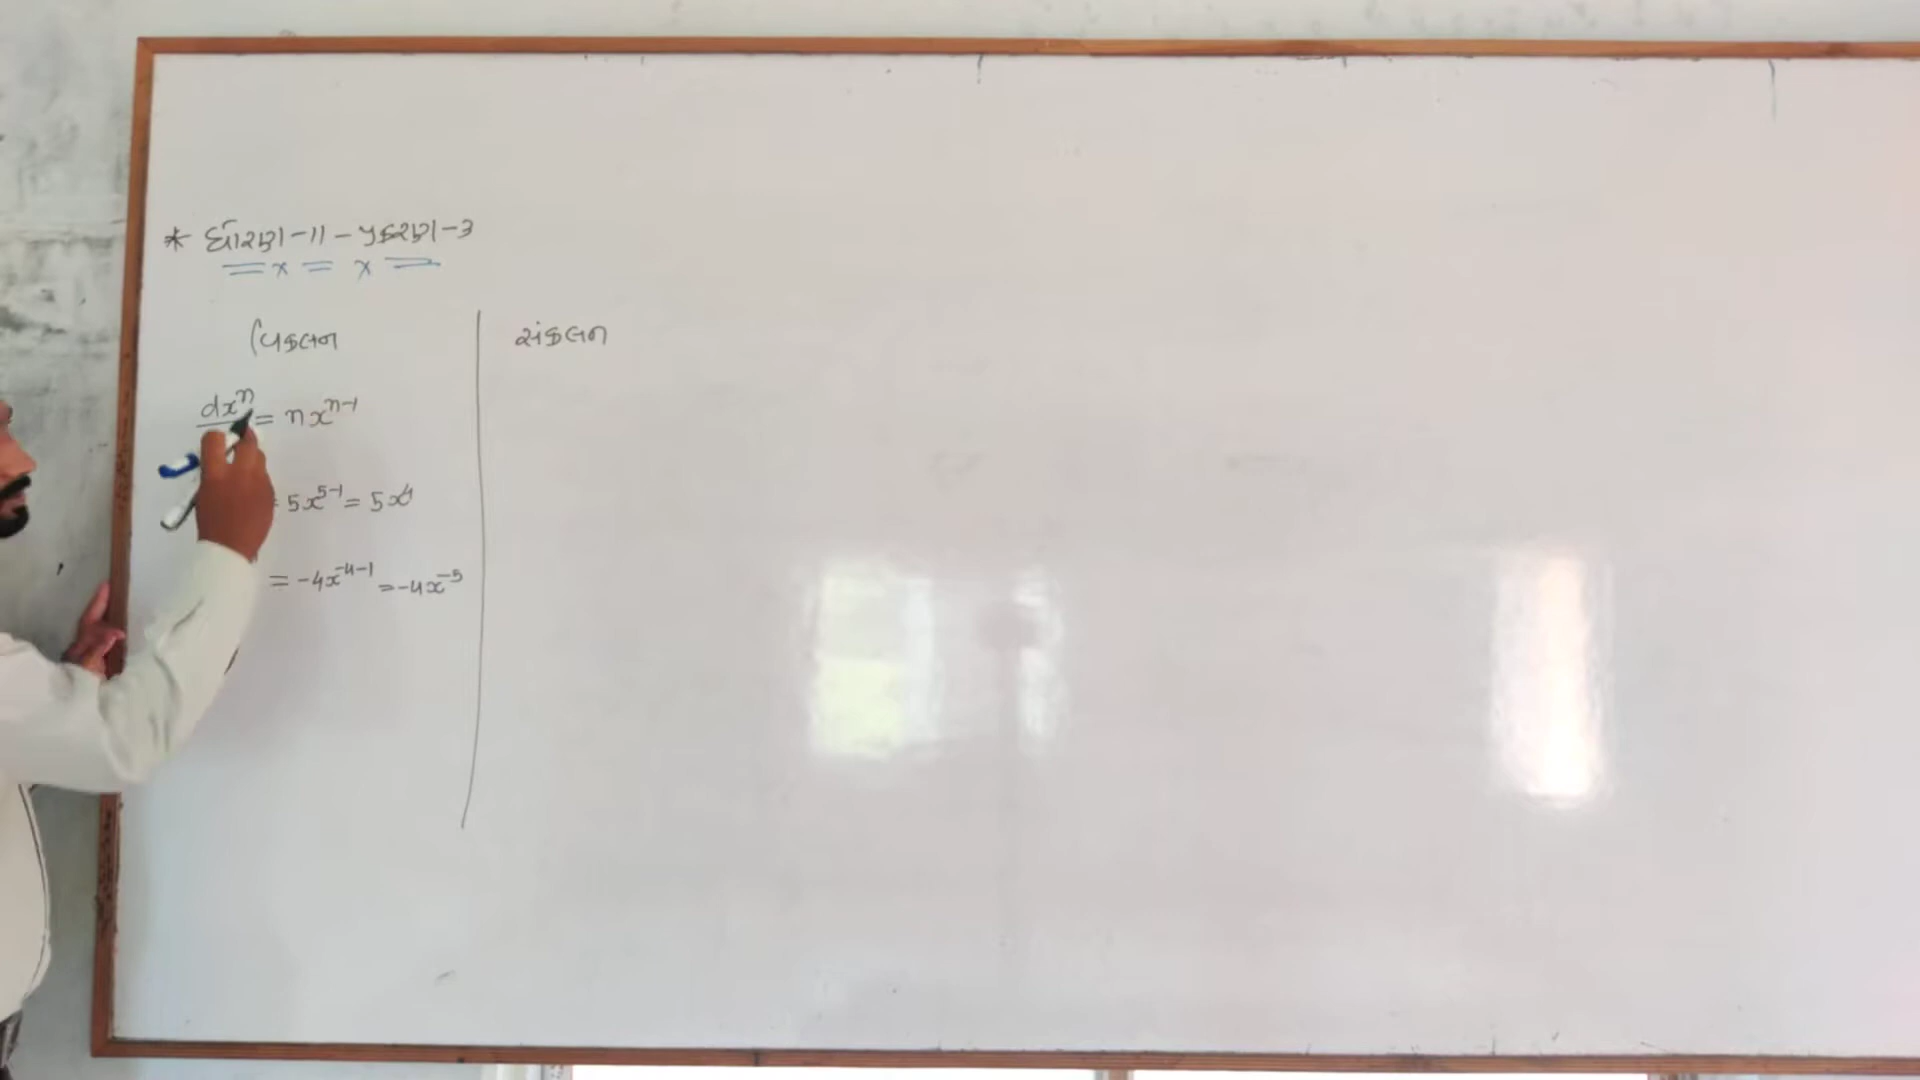 * ધોરણ-11 - પ્રકરણ-3
વિકલન
સંકલન
dxⁿ = nxⁿ⁻¹
= 5x⁵⁻¹ = 5x⁴
= -4x⁻⁴⁻¹ = -4x⁻⁵